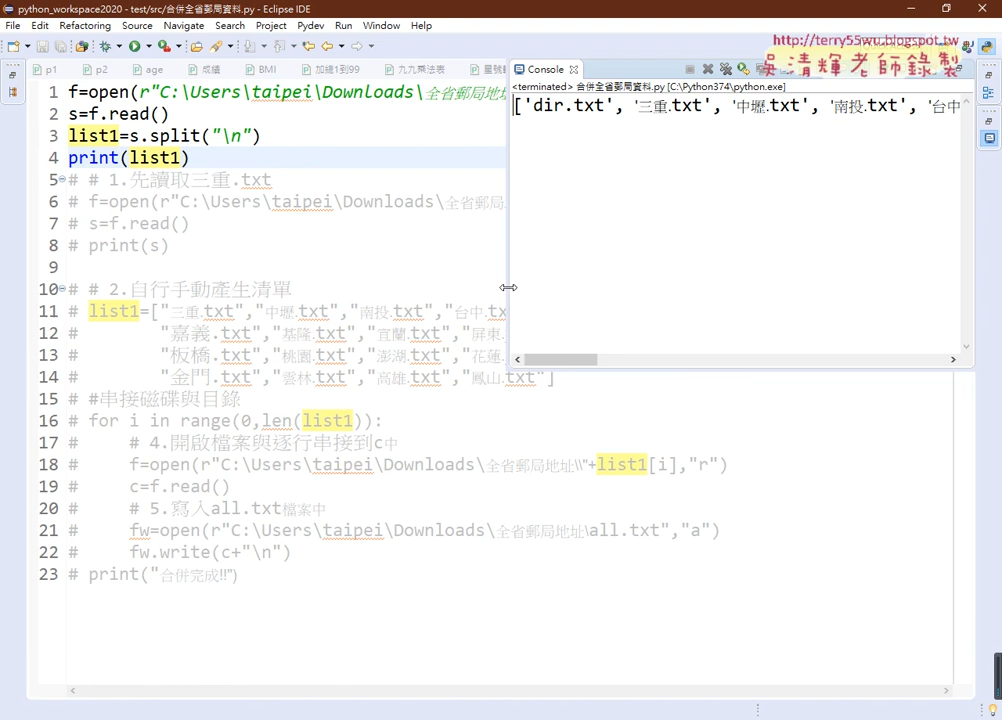 python_workspace2020 - test/src/合併全省郵局資料.py - Eclipse IDE
File Edit Refactoring Source Navigate Search Project Pydev Run Window Help
http://terry55wu.blogspot.tw
吳清輝老師錄製
p1 p2 age 成績 BMI 加總1到99 九九乘法表
Console
<terminated> 合併全省郵局資料.py [C:\Python374\python.exe]
['dir.txt', '三重.txt', '中壢.txt', '南投.txt', '台中
1 f=open(r"C:\Users\taipei\Downloads\全省郵局地址
2 s=f.read()
3 list1=s.split("\n")
4 print(list1)
5 # # 1.先讀取三重.txt
6 # f=open(r"C:\Users\taipei\Downloads\全省郵局
7 # s=f.read()
8 # print(s)
9
10 # # 2.自行手動產生清單
11 # list1=["三重.txt","中壢.txt","南投.txt","台中.tx
12 # "嘉義.txt","基隆.txt","宜蘭.txt","屏東.
13 # "板橋.txt","桃園.txt","澎湖.txt","花蓮.
14 # "金門.txt","雲林.txt","高雄.txt","鳳山.txt"]
15 # #串接磁碟與目錄
16 # for i in range(0,len(list1)):
17 # # 4.開啟檔案與逐行串接到c中
18 # f=open(r"C:\Users\taipei\Downloads\全省郵局地址\\"+list1[i],"r")
19 # c=f.read()
20 # # 5.寫入all.txt檔案中
21 # fw=open(r"C:\Users\taipei\Downloads\全省郵局地址\all.txt","a")
22 # fw.write(c+"\n")
23 # print("合併完成!!")